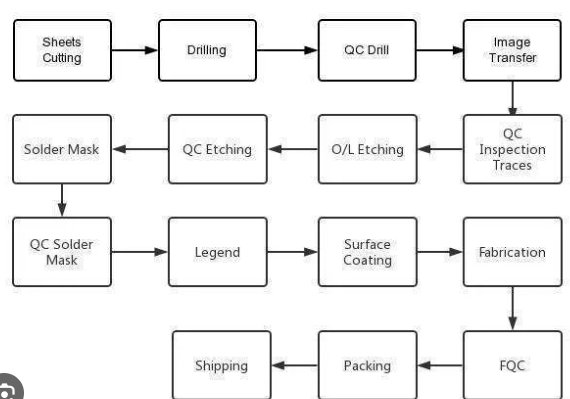 Sheets
Cutting
Drilling
QC Drill
Image
Transfer
Solder Mask
QC Etching
O/L Etching
QC
Inspection
Traces
QC Solder
Mask
Legend
Surface
Coating
Fabrication
Shipping
Packing
FQC